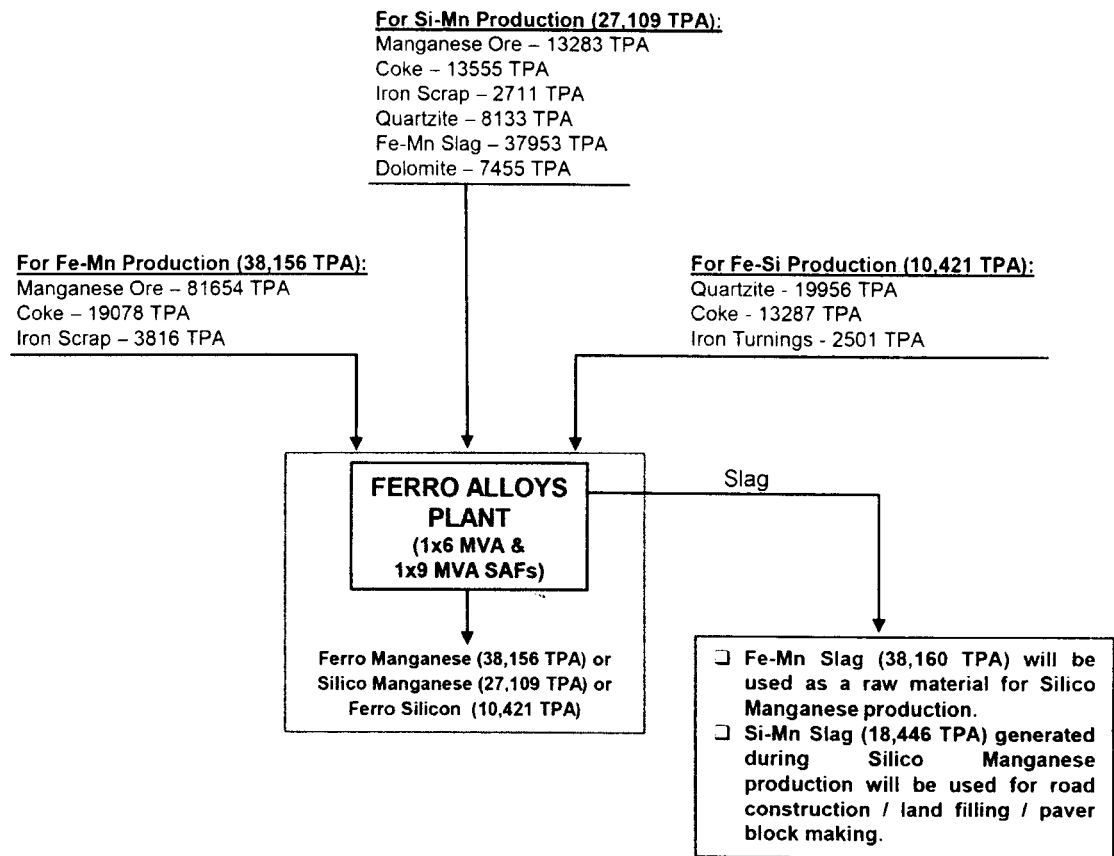 For Si-Mn Production (27,109 TPA):
Manganese Ore – 13283 TPA
Coke – 13555 TPA
Iron Scrap – 2711 TPA
Quartzite – 8133 TPA
Fe-Mn Slag – 37953 TPA
Dolomite – 7455 TPA
For Fe-Mn Production (38,156 TPA):
Manganese Ore – 81654 TPA
Coke – 19078 TPA
Iron Scrap – 3816 TPA
For Fe-Si Production (10,421 TPA):
Quartzite - 19956 TPA
Coke - 13287 TPA
Iron Turnings - 2501 TPA
FERRO ALLOYS
PLANT
(1x6 MVA &
1x9 MVA SAFs)
Slag
Ferro Manganese (38,156 TPA) or
Silico Manganese (27,109 TPA) or
Ferro Silicon (10,421 TPA)
❑ Fe-Mn Slag (38,160 TPA) will be
used as a raw material for Silico
Manganese production.
❑ Si-Mn Slag (18,446 TPA) generated
during Silico Manganese
production will be used for road
construction / land filling / paver
block making.